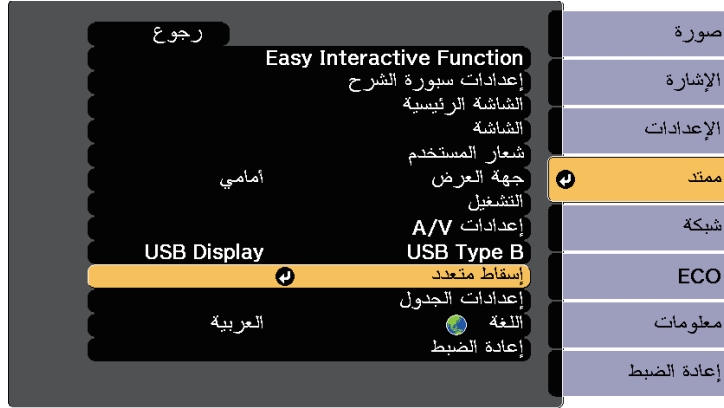 صورة
الإشارة
الإعدادات
ممتد
شبكة
ECO
معلومات
إعادة الضبط
رجوع
Easy Interactive Function
إعدادات سبورة الشرح
الشاشة الرئيسية
الشاشة
شعار المستخدم
جهة العرض أمامي
التشغيل
إعدادات A/V
USB Type B USB Display
إسقاط متعدد
إعدادات الجدول
اللغة العربية
إعادة الضبط